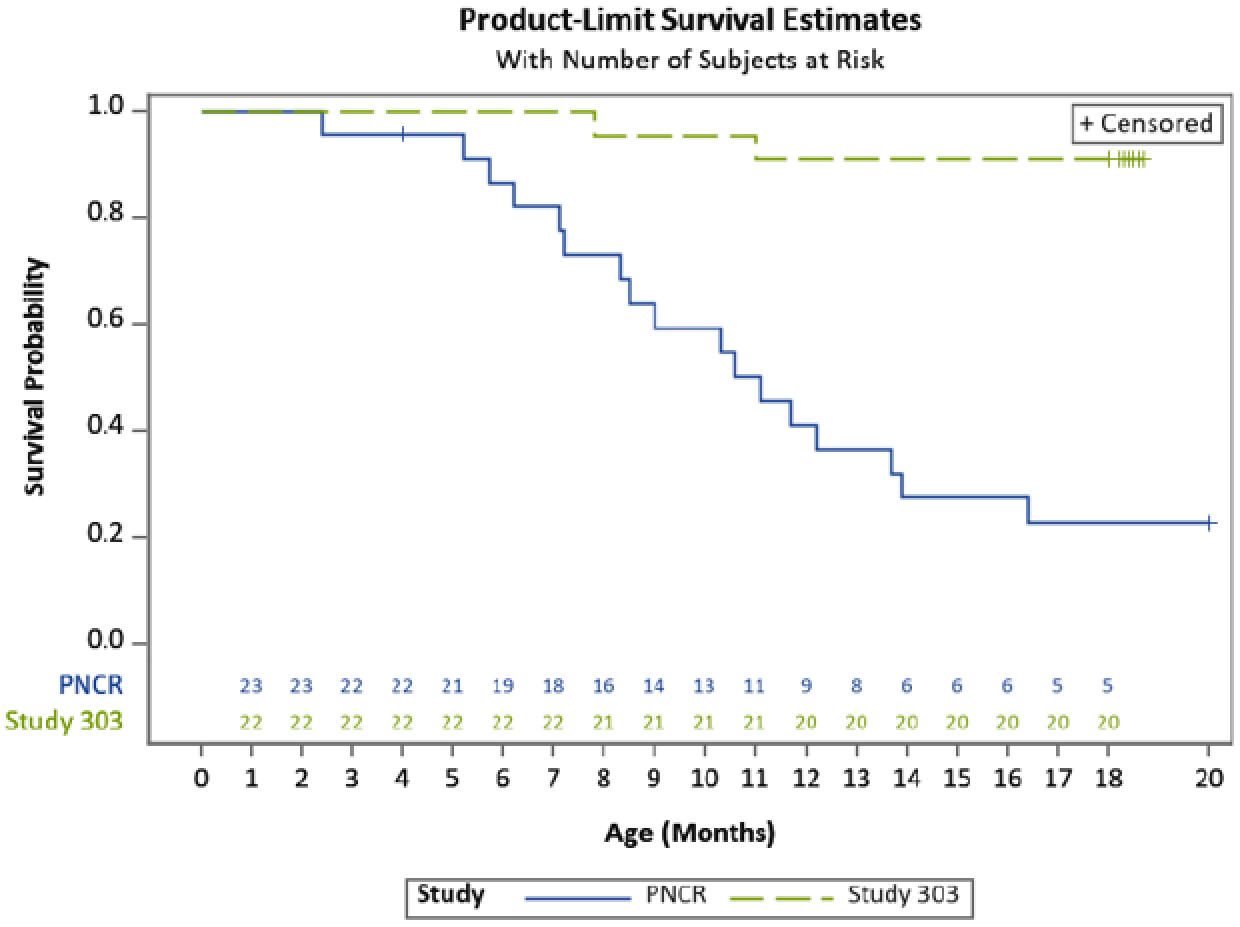 Product-Limit Survival Estimates
With Number of Subjects at Risk
+ Censored
Survival Probability
1.0
0.8
0.6
0.4
0.2
0.0
PNCR 23 23 22 22 21 19 18 16 14 13 11 9 8 6 6 6 5 5
Study 303 22 22 22 22 22 22 22 21 21 21 21 20 20 20 20 20 20 20
0 1 2 3 4 5 6 7 8 9 10 11 12 13 14 15 16 17 18 20
Age (Months)
Study PNCR Study 303